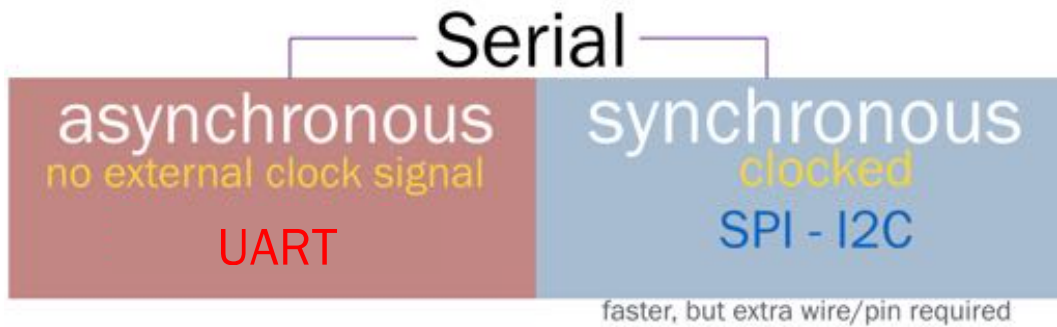 Serial
asynchronous
no external clock signal
UART
synchronous
clocked
SPI - I2C
faster, but extra wire/pin required